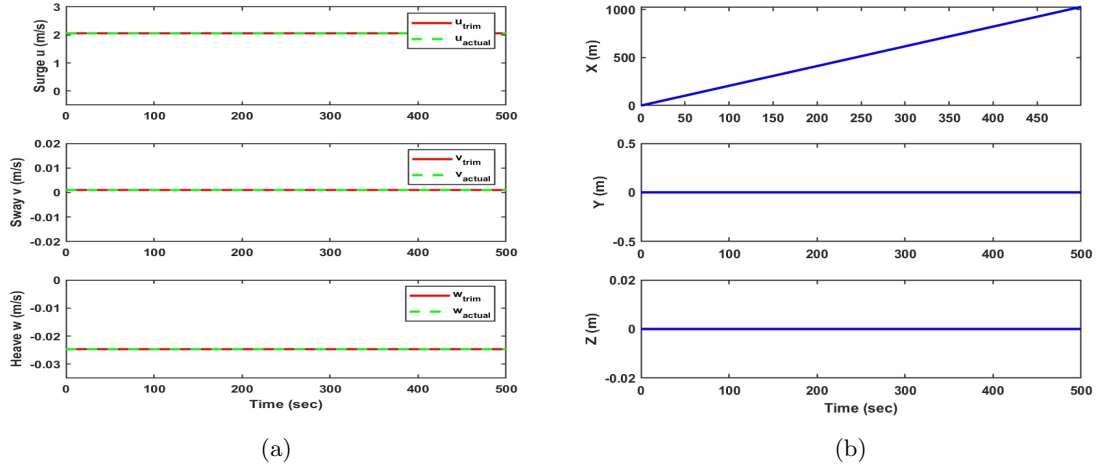 3
2
1
0
Surge u (m/s)
u_trim
u_actual
0 100 200 300 400 500
0.02
0.01
0
-0.01
-0.02
Sway v (m/s)
v_trim
v_actual
0 100 200 300 400 500
0
-0.01
-0.02
-0.03
Heave w (m/s)
w_trim
w_actual
0 100 200 300 400 500
Time (sec)
(a)
1000
500
0
X (m)
0 50 100 150 200 250 300 350 400 450
0.5
0
-0.5
Y (m)
0 100 200 300 400 500
0.02
0
-0.02
Z (m)
0 100 200 300 400 500
Time (sec)
(b)